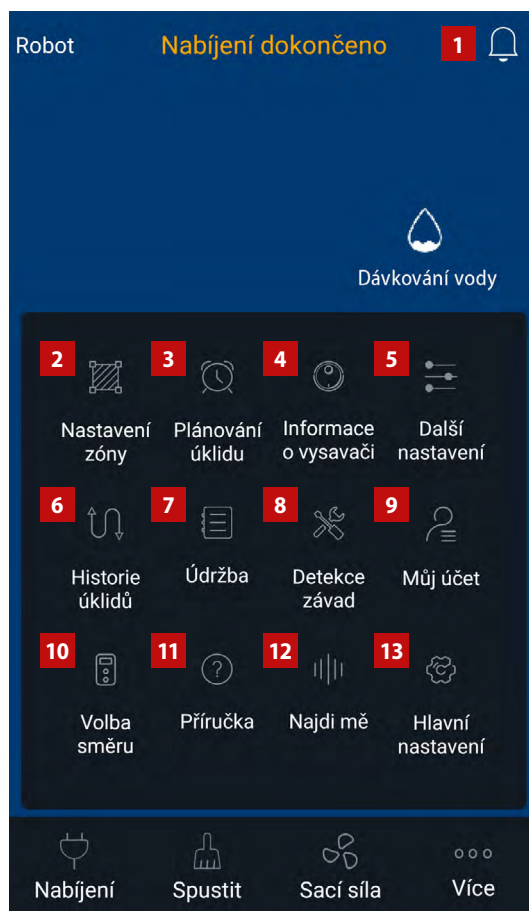 Robot Nabíjení dokončeno 1
Dávkování vody
2 3 4 5
Nastavení zóny
Plánování úklidu
Informace o vysavači
Další nastavení
6 7 8 9
Historie úklidů
Údržba
Detekce závad
Můj účet
10 11 12 13
Volba směru
Příručka
Najdi mě
Hlavní nastavení
Nabíjení Spustit Sací síla Více